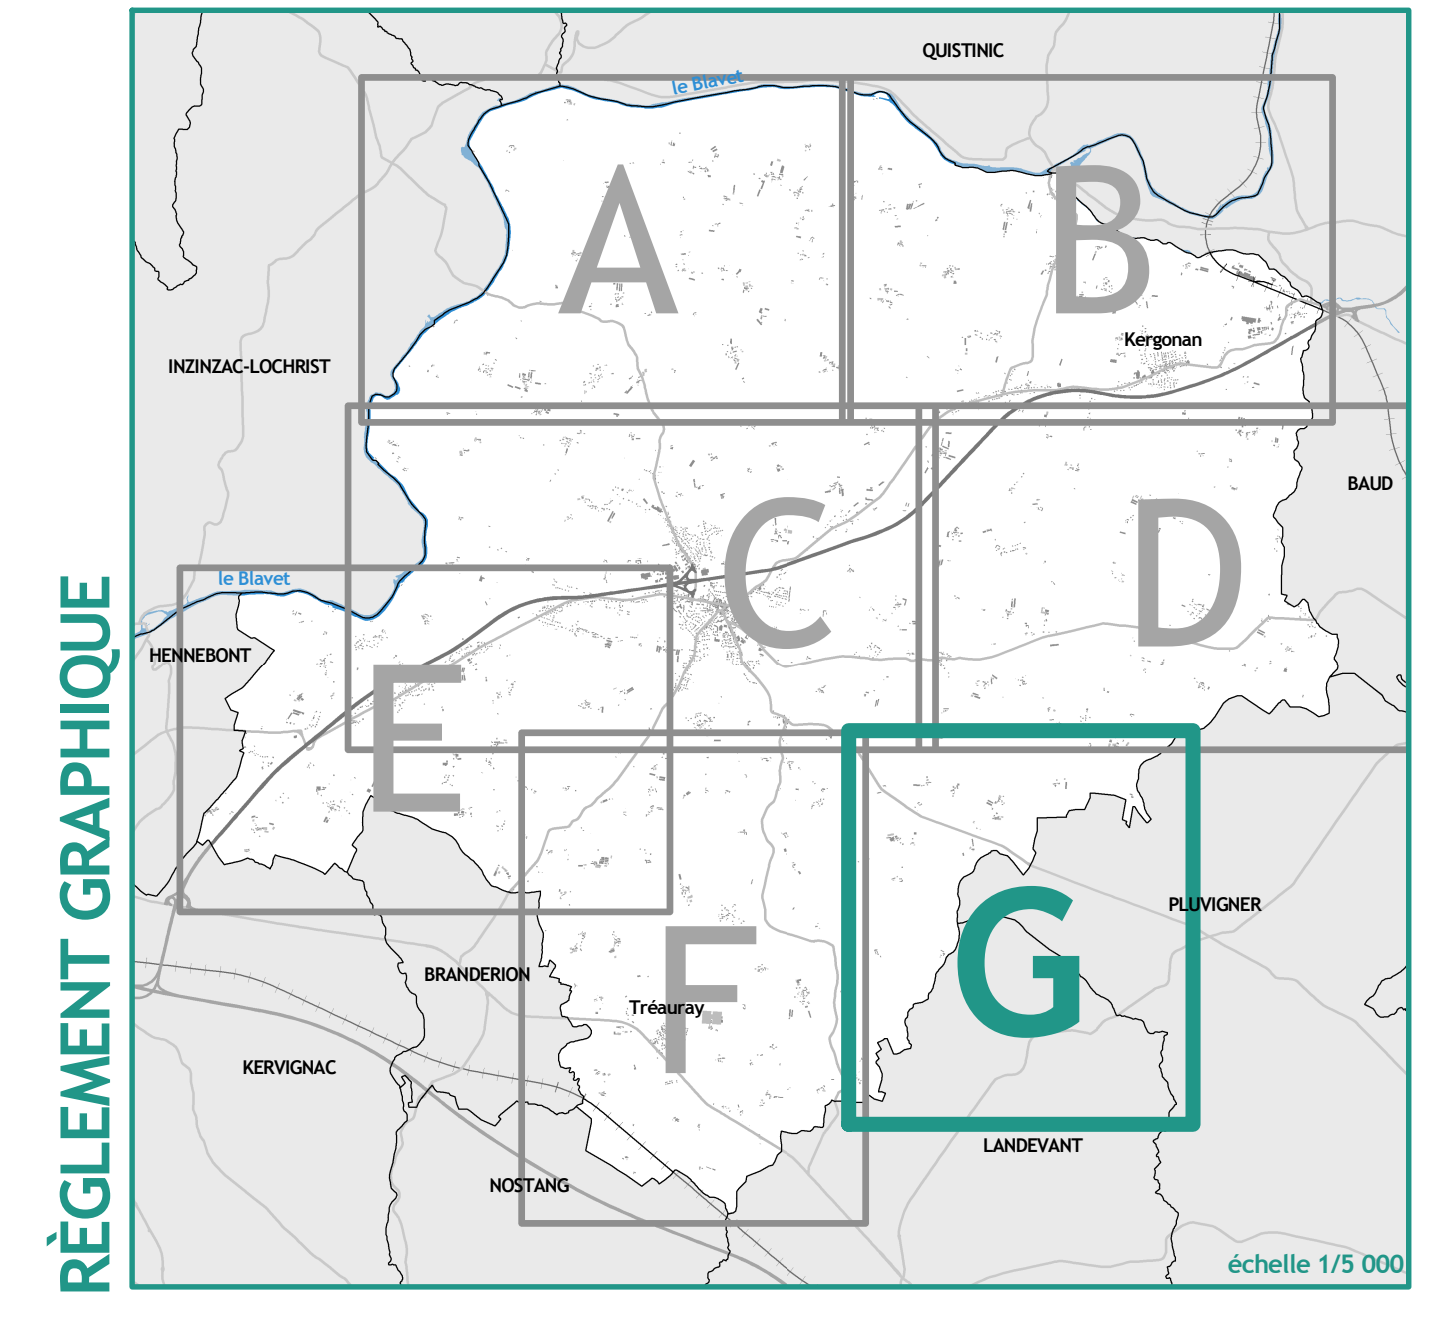 RÈGLEMENT GRAPHIQUE
QUISTINIC
le Blavet
A
B
Kergonan
INZINZAC-LOCHRIST
BAUD
C
D
le Blavet
HENNEBONT
E
PLUVIGNER
G
BRANDERION
F
Tréauray
KERVIGNAC
LANDEVANT
NOSTANG
échelle 1/5 000